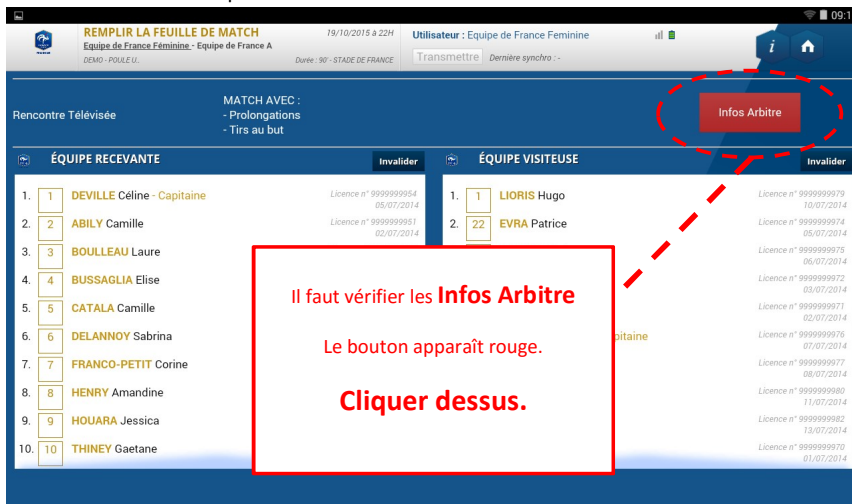 09:1
REMPLIR LA FEUILLE DE MATCH
Equipe de France Féminine - Equipe de France A
DEMO - POULE U..
19/10/2015 à 22H
Durée : 90' - STADE DE FRANCE
Utilisateur : Equipe de France Feminine
Transmettre Dernière synchro : -
i
Rencontre Télévisée
MATCH AVEC :
- Prolongations
- Tirs au but
Infos Arbitre
ÉQUIPE RECEVANTE
Invalider
1. 1 DEVILLE Céline - Capitaine Licence n° 9999999954
05/07/2014
2. 2 ABILY Camille Licence n° 9999999951
02/07/2014
3. 3 BOULLEAU Laure
4. 4 BUSSAGLIA Elise
5. 5 CATALA Camille
6. 6 DELANNOY Sabrina
7. 7 FRANCO-PETIT Corine
8. 8 HENRY Amandine
9. 9 HOUARA Jessica
10. 10 THINEY Gaetane
ÉQUIPE VISITEUSE
Invalider
1. 1 LIORIS Hugo Licence n° 9999999979
10/07/2014
2. 22 EVRA Patrice Licence n° 9999999974
05/07/2014
Licence n° 9999999975
06/07/2014
Licence n° 9999999972
03/07/2014
Licence n° 9999999971
02/07/2014
pitaine Licence n° 9999999976
07/07/2014
Licence n° 9999999977
08/07/2014
Licence n° 9999999980
11/07/2014
Licence n° 9999999982
13/07/2014
Licence n° 9999999970
01/07/2014
Il faut vérifier les Infos Arbitre
Le bouton apparaît rouge.
Cliquer dessus.